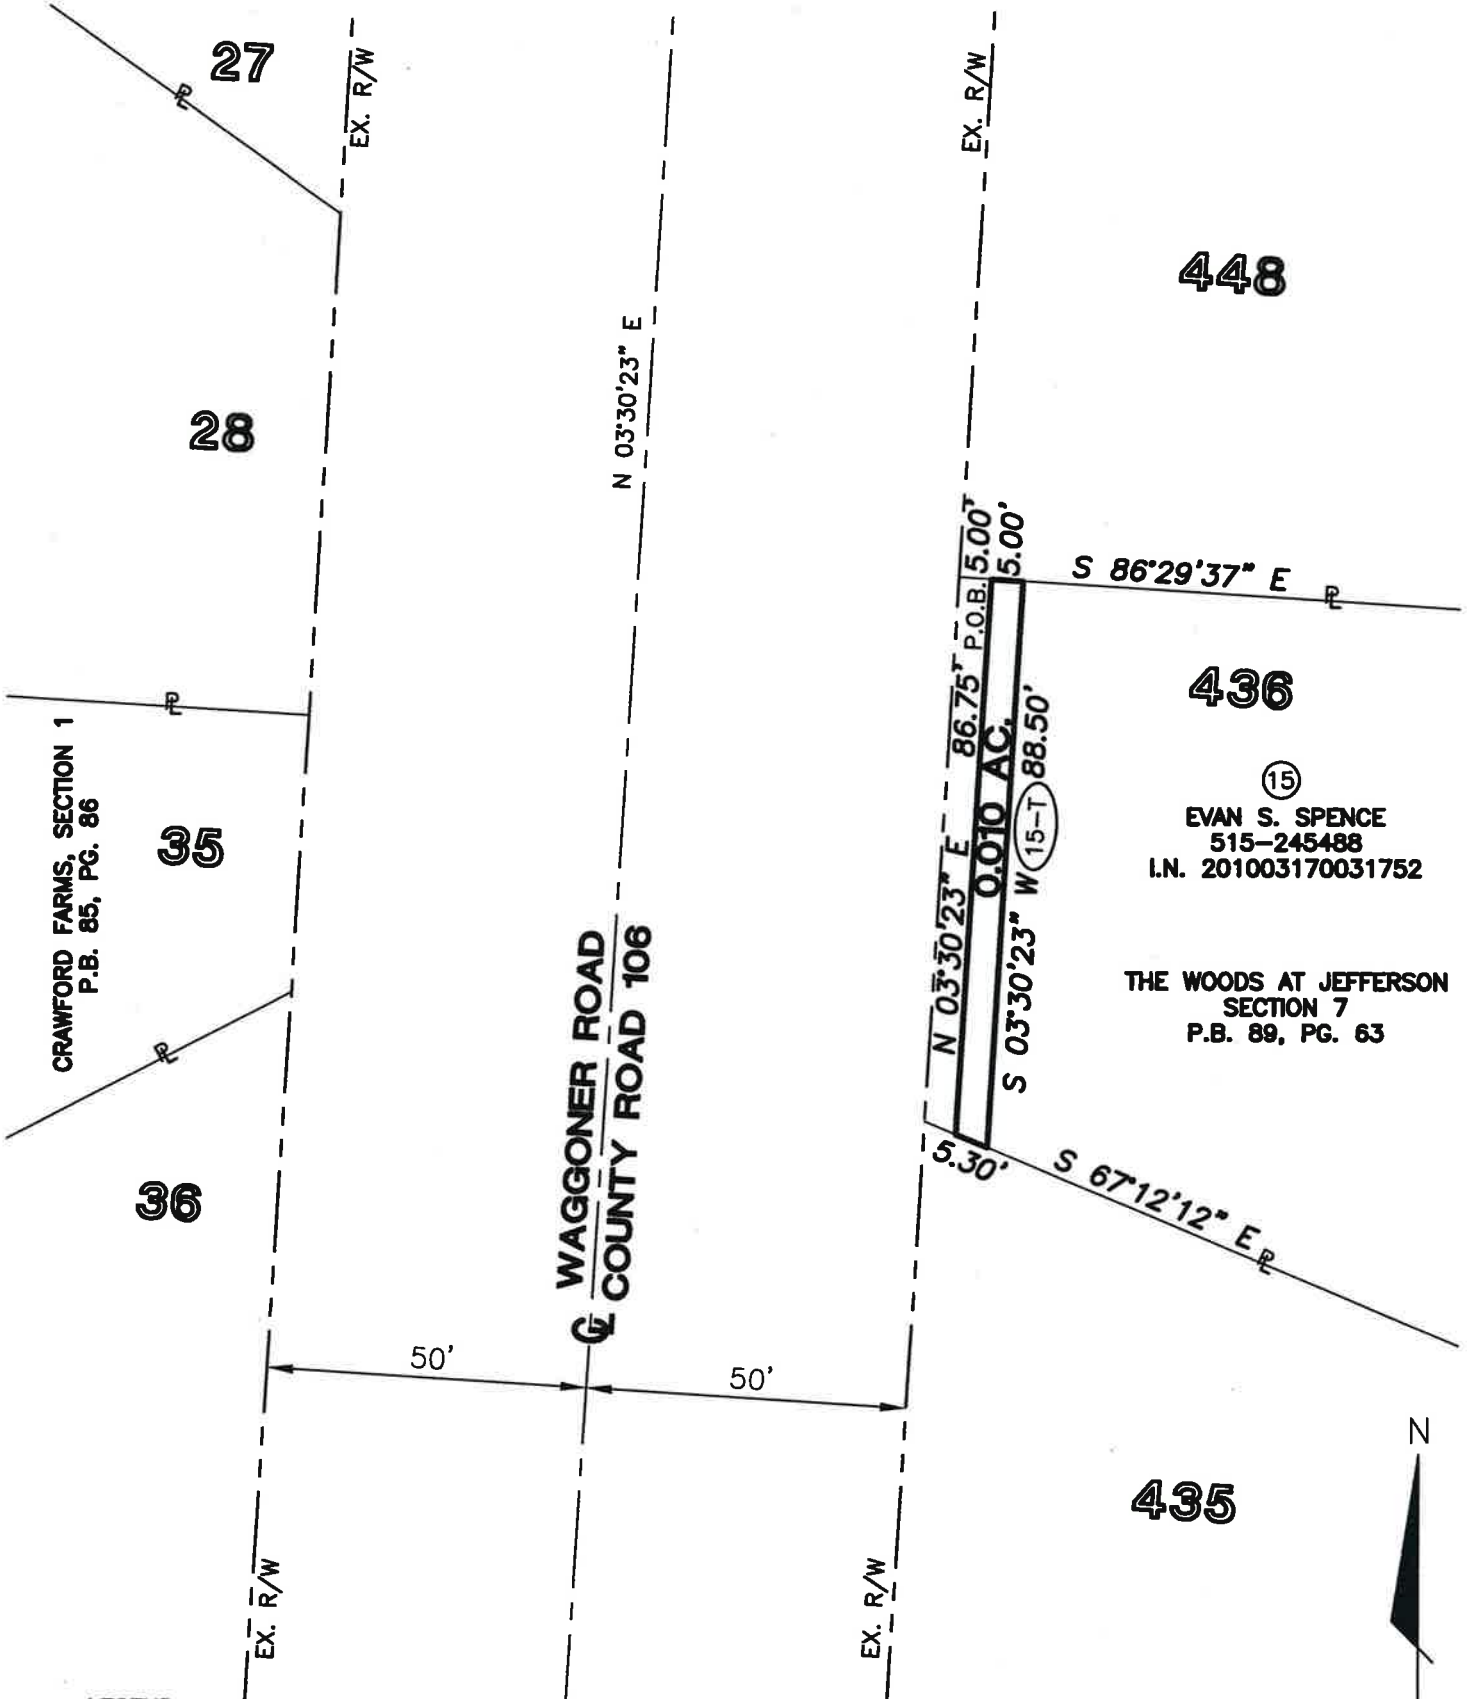 27
EX. R/W
EX. R/W
448
N 03°30'23" E
28
5.00'
5.00'
P.O.B.
S 86°29'37" E
436
86.75'
88.50'
0.010 AC.
15-T
N 03°30'23" E
S 03°30'23" W
15
EVAN S. SPENCE
515-245488
I.N. 201003170031752
THE WOODS AT JEFFERSON
SECTION 7
P.B. 89, PG. 63
CRAWFORD FARMS, SECTION 1
P.B. 85, PG. 86
35
WAGGONER ROAD
COUNTY ROAD 106
36
5.30'
S 67°12'12" E
50'
50'
N
435
EX. R/W
EX. R/W